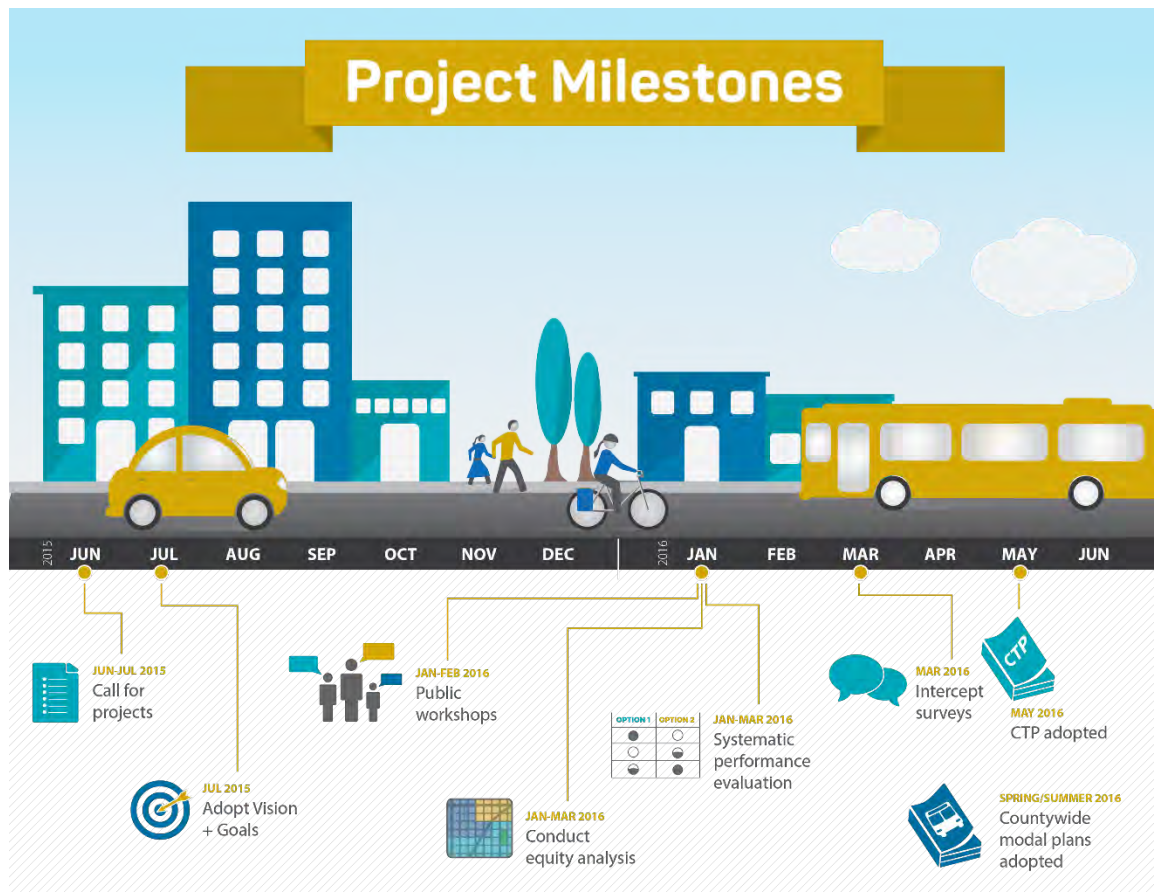 Project Milestones
2015 JUN JUL AUG SEP OCT NOV DEC 2016 JAN FEB MAR APR MAY JUN
JUN-JUL 2015
Call for
projects
JUL 2015
Adopt Vision
+ Goals
JAN-FEB 2016
Public
workshops
JAN-MAR 2016
Conduct
equity analysis
OPTION 1 OPTION 2
JAN-MAR 2016
Systematic
performance
evaluation
MAR 2016
Intercept
surveys
CTP
MAY 2016
CTP adopted
SPRING/SUMMER 2016
Countywide
modal plans
adopted